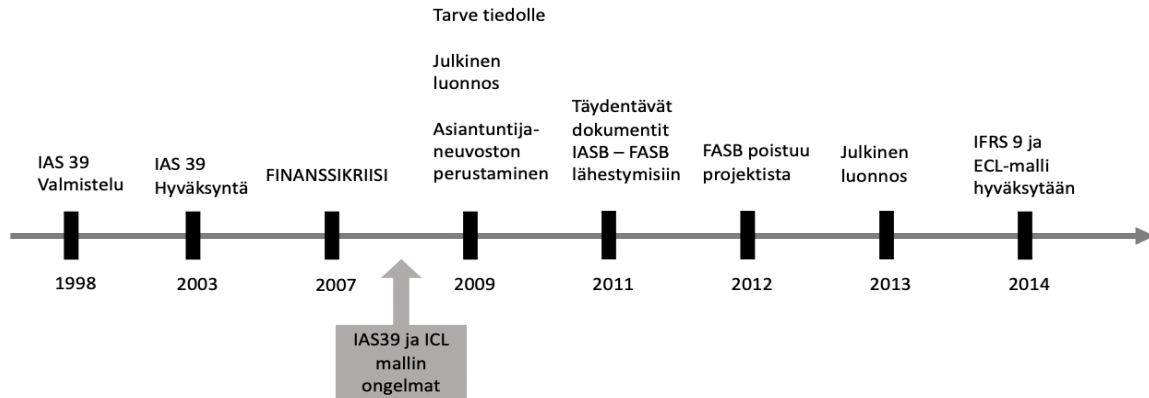 Tarve tiedolle
Julkinen
luonnos
Asiantuntija-
neuvoston
perustaminen
IAS 39
Valmistelu
IAS 39
Hyväksyntä
FINANSSIKRIISI
Täydentävät
dokumentit
IASB – FASB
lähestymisiin
FASB poistuu
projektista
Julkinen
luonnos
IFRS 9 ja
ECL-malli
hyväksytään
1998
2003
2007
2009
2011
2012
2013
2014
IAS39 ja ICL
mallin
ongelmat